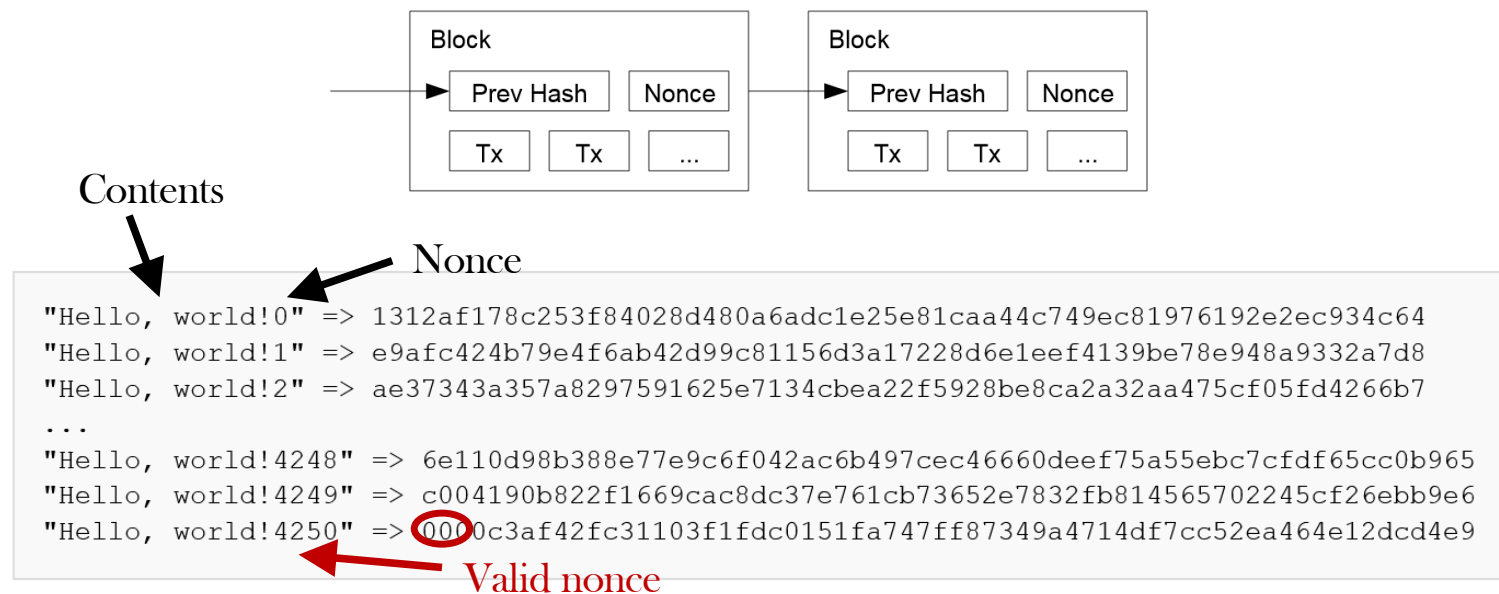 Block
Prev Hash
Nonce
Tx
Tx
...
Block
Prev Hash
Nonce
Tx
Tx
...
Contents
Nonce
"Hello, world!0" => 1312af178c253f84028d480a6adc1e25e81caa44c749ec81976192e2ec934c64
"Hello, world!1" => e9afc424b79e4f6ab42d99c81156d3a17228d6e1eef4139be78e948a9332a7d8
"Hello, world!2" => ae37343a357a8297591625e7134cbea22f5928be8ca2a32aa475cf05fd4266b7
...
"Hello, world!4248" => 6e110d98b388e77e9c6f042ac6b497cec46660deef75a55ebc7cfdf65cc0b965
"Hello, world!4249" => c004190b822f1669cac8dc37e761cb73652e7832fb814565702245cf26ebb9e6
"Hello, world!4250" => 0000c3af42fc31103f1fdc0151fa747ff87349a4714df7cc52ea464e12dcd4e9
Valid nonce